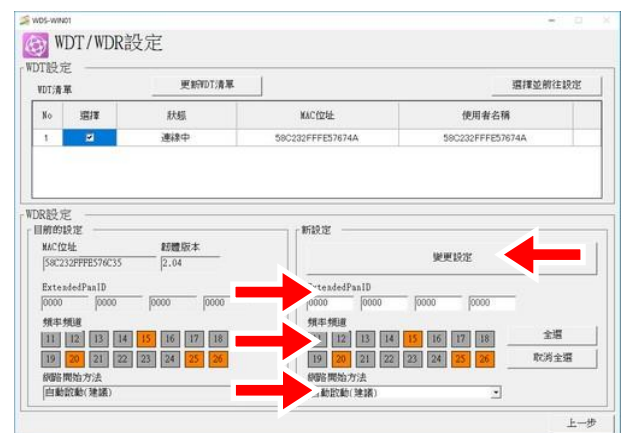 WDS-WIN01
WDT/WDR設定
WDT設定
WDT清單 更新WDT清單 選擇並前往設定
No 選擇 狀態 MAC位址 使用者名稱
1 連線中 58C232FFFE57674A 58C232FFFE57674A
WDR設定
目前的設定
MAC位址 韌體版本
58C232FFFE576C35 2.04
ExtendedPanID
0000 0000 0000 0000
頻率頻道
11 12 13 14 15 16 17 18
19 20 21 22 23 24 25 26
網路開始方法
自動啟動(建議)
新設定
變更設定
ExtendedPanID
0000 0000 0000 0000
頻率頻道
11 12 13 14 15 16 17 18 全選
19 20 21 22 23 24 25 26 取消全選
網路開始方法
自動啟動(建議)
上一步